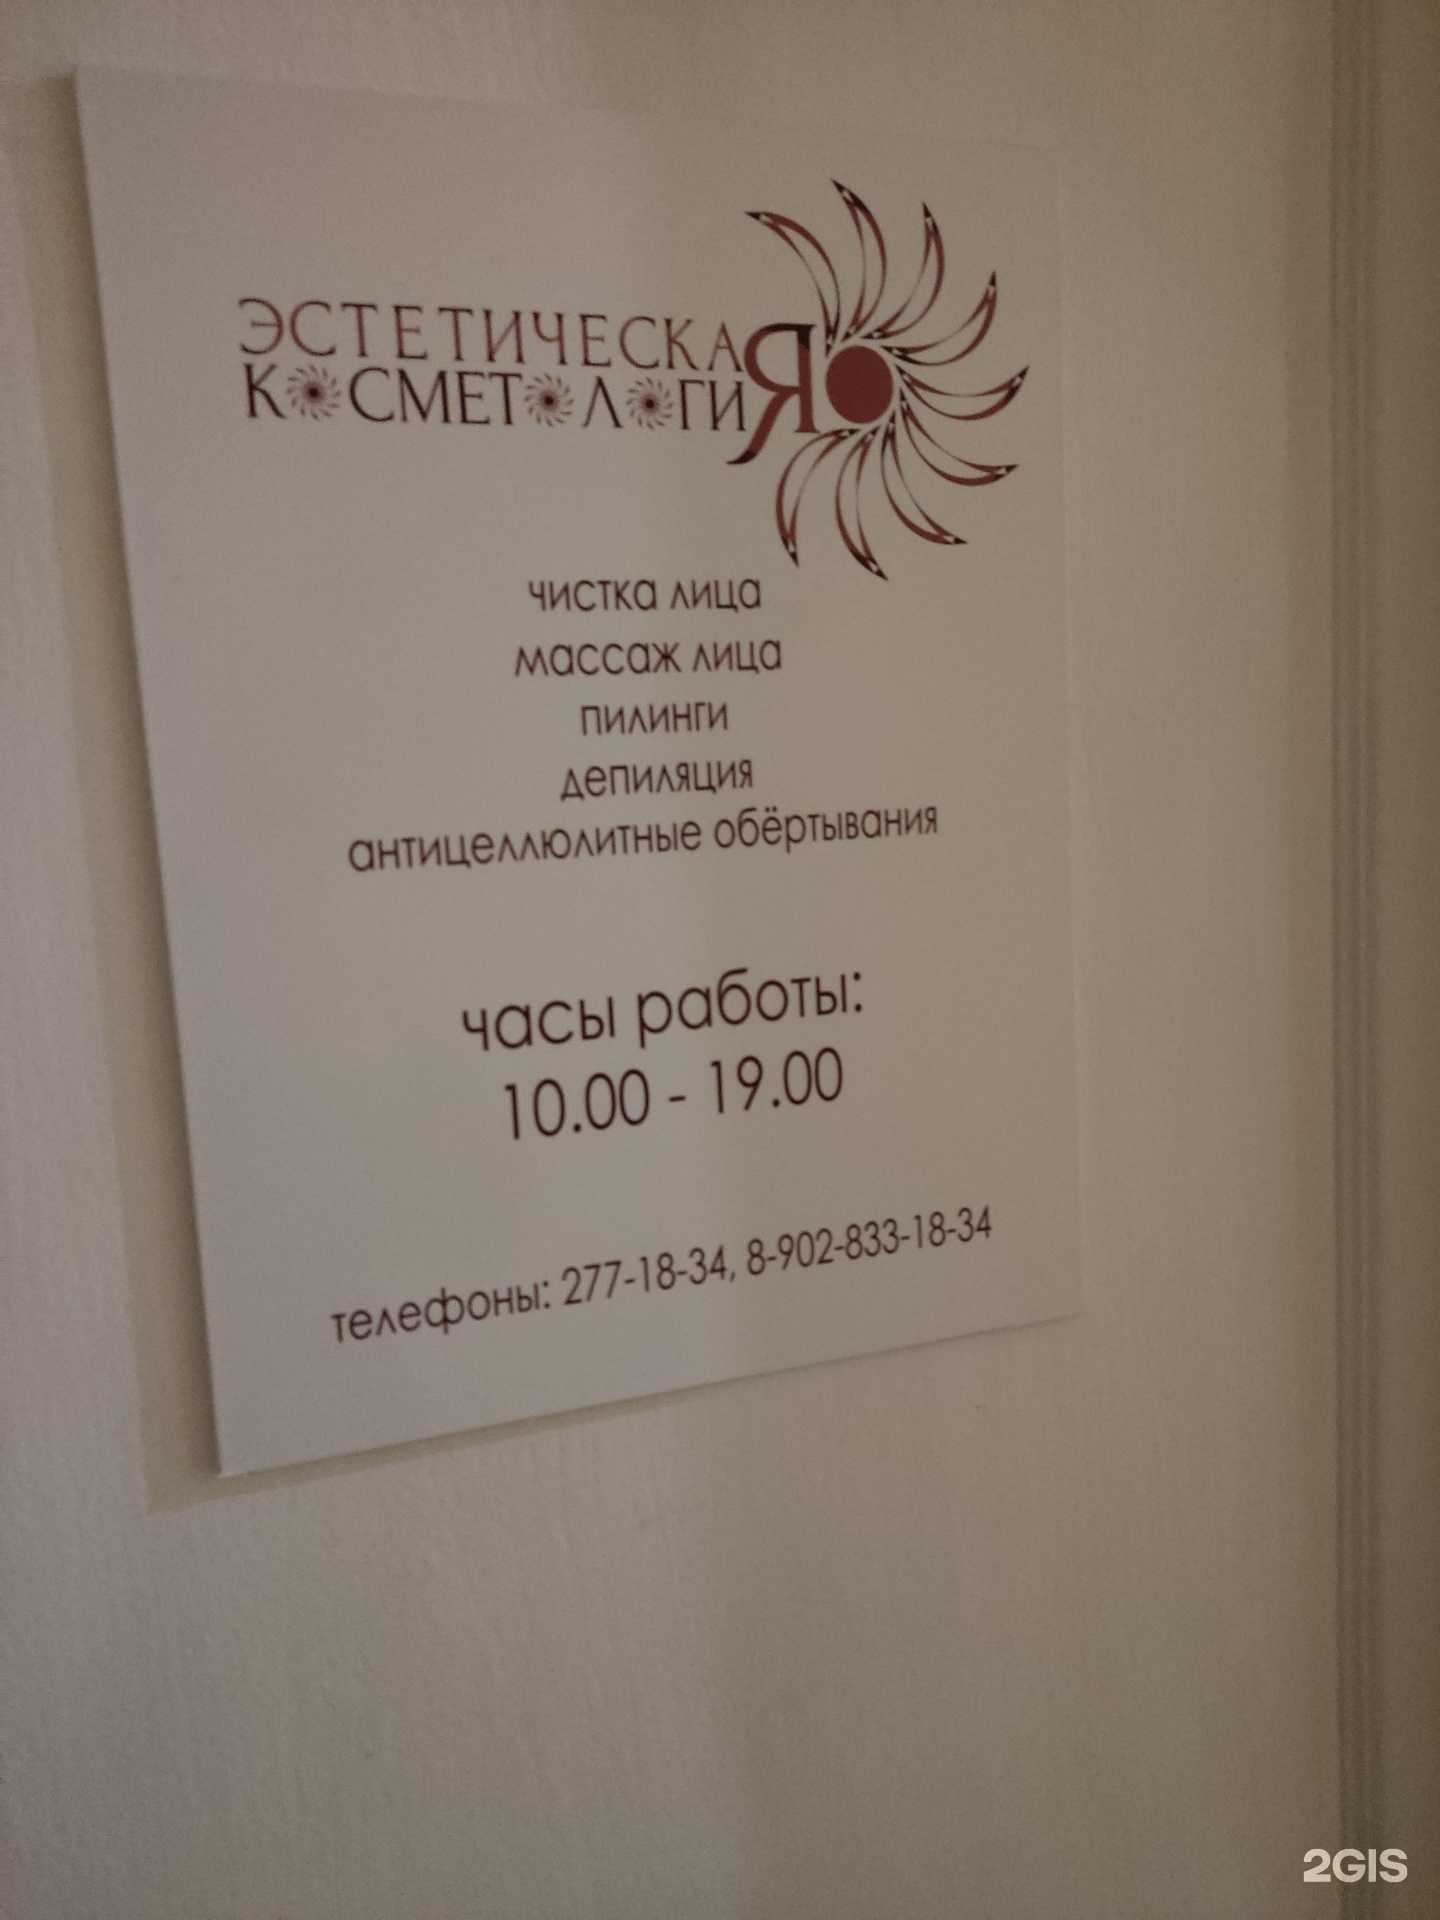 ЭСТЕТИЧЕСКАЯ
КОСМЕТОЛОГИЯ
чистка лица
массаж лица
пилинги
депиляция
антицеллюлитные обёртывания
часы работы:
10.00 - 19.00
телефоны: 277-18-34, 8-902-833-18-34
2GIS